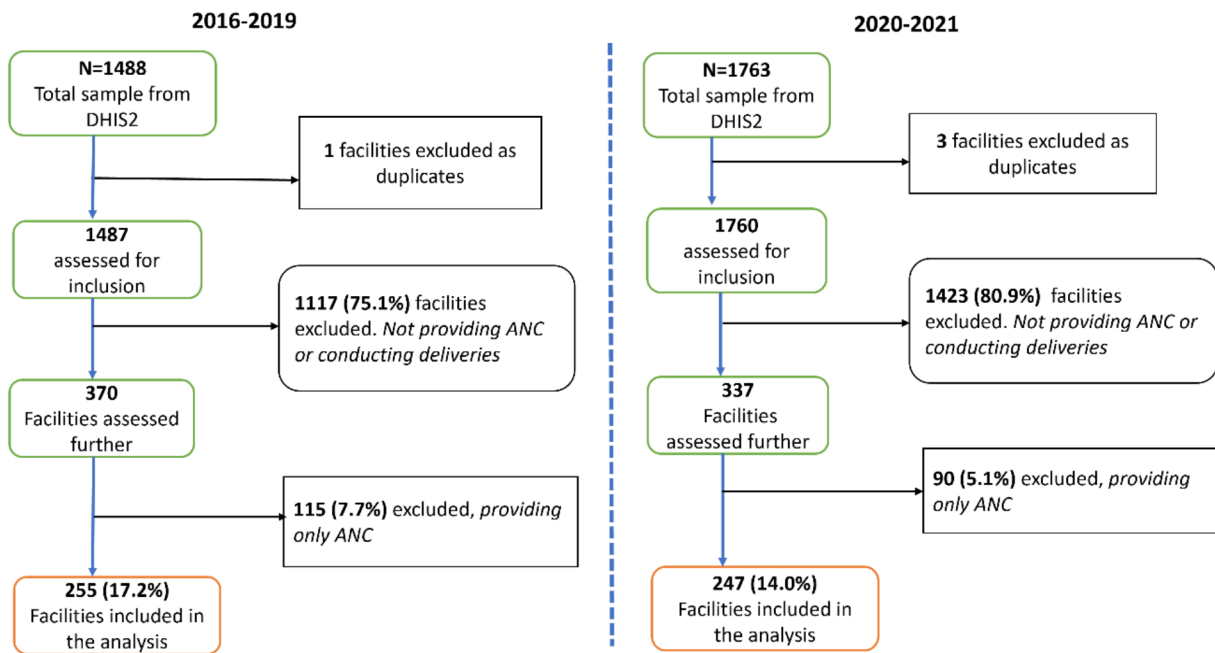 2016-2019
N=1488
Total sample from
DHIS2
1 facilities excluded as
duplicates
1487
assessed for
inclusion
1117 (75.1%) facilities
excluded. Not providing ANC
or conducting deliveries
370
Facilities assessed
further
115 (7.7%) excluded, providing
only ANC
255 (17.2%)
Facilities included in
the analysis
2020-2021
N=1763
Total sample from
DHIS2
3 facilities excluded as
duplicates
1760
assessed for
inclusion
1423 (80.9%) facilities
excluded. Not providing ANC or
conducting deliveries
337
Facilities
assessed further
90 (5.1%) excluded, providing
only ANC
247 (14.0%)
Facilities included in
the analysis